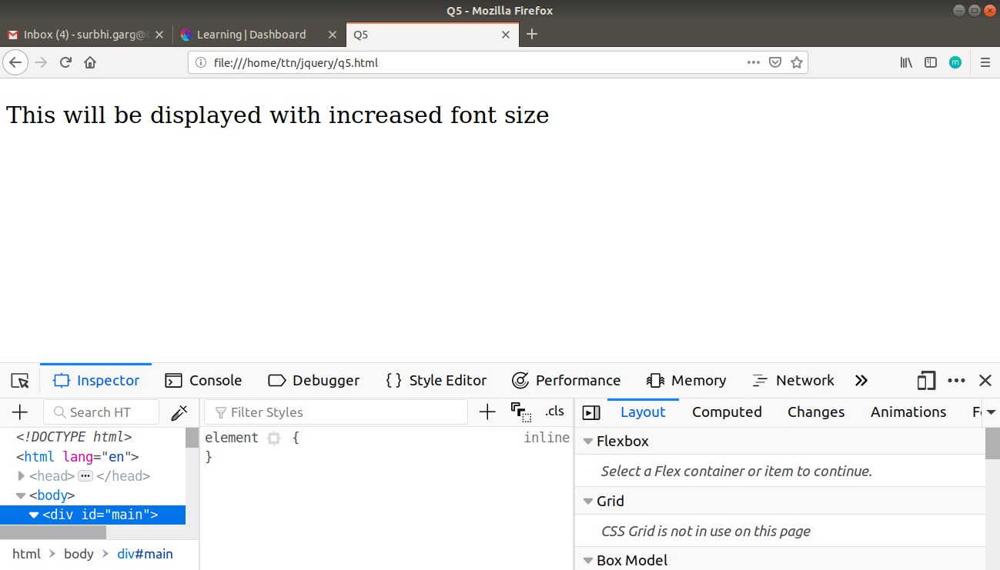 Q5 - Mozilla Firefox
Inbox (4) - surbhi.garg@t
Learning | Dashboard
Q5
file:///home/ttn/jquery/q5.html
m
This will be displayed with increased font size
Inspector Console Debugger { } Style Editor Performance Memory Network
Search HT
Filter Styles
.cls
Layout Computed Changes Animations Fo
<!DOCTYPE html>
<html lang="en">
<head> ••• </head>
<body>
<div id="main">
html > body > div#main
element { inline
}
Flexbox
Select a Flex container or item to continue.
Grid
CSS Grid is not in use on this page
Box Model